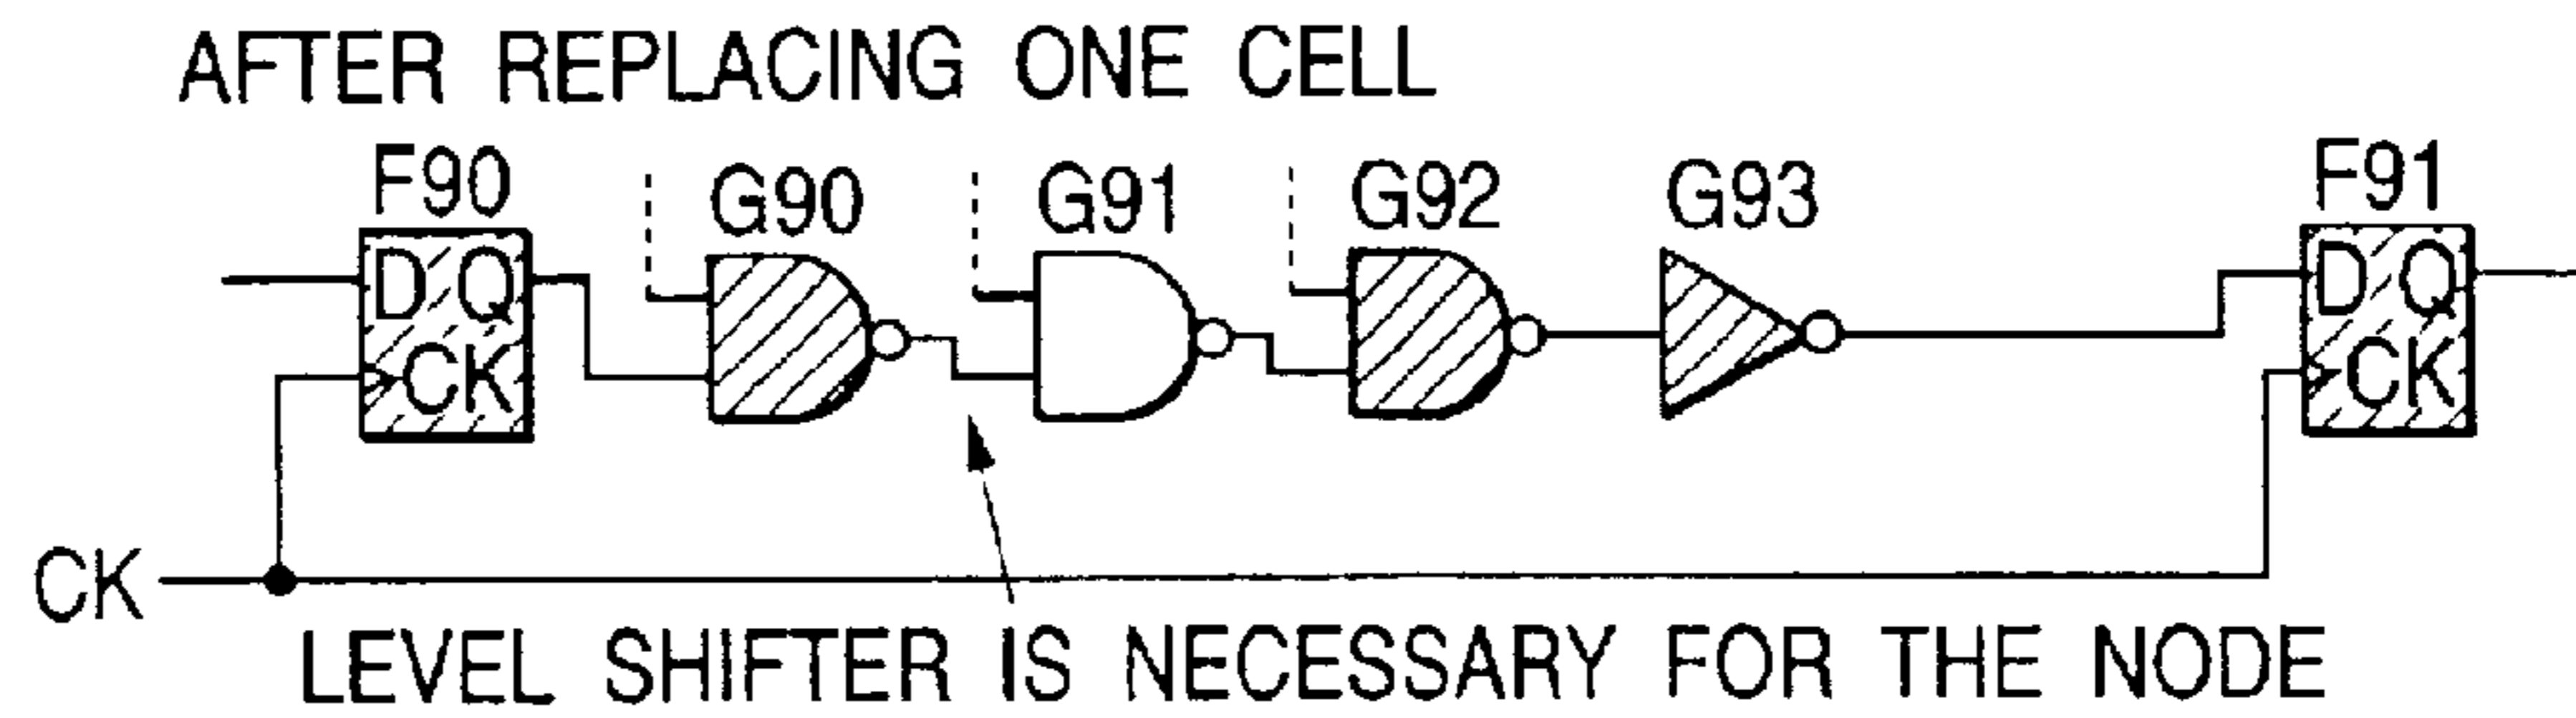 AFTER REPLACING ONE CELL
F90 G90 G91 G92 G93 F91
D Q D Q
CK CK
CK
LEVEL SHIFTER IS NECESSARY FOR THE NODE